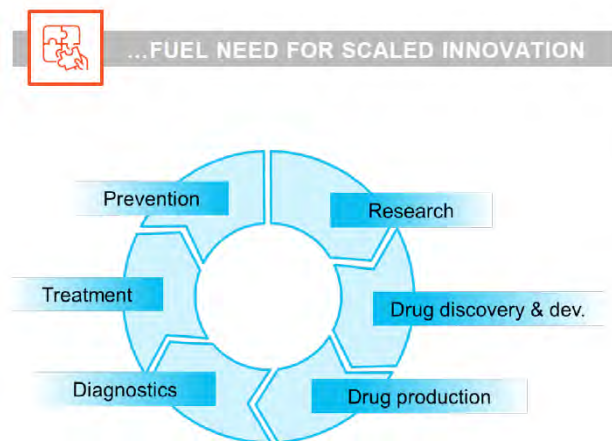 ...FUEL NEED FOR SCALED INNOVATION
Prevention
Research
Treatment
Drug discovery & dev.
Diagnostics
Drug production